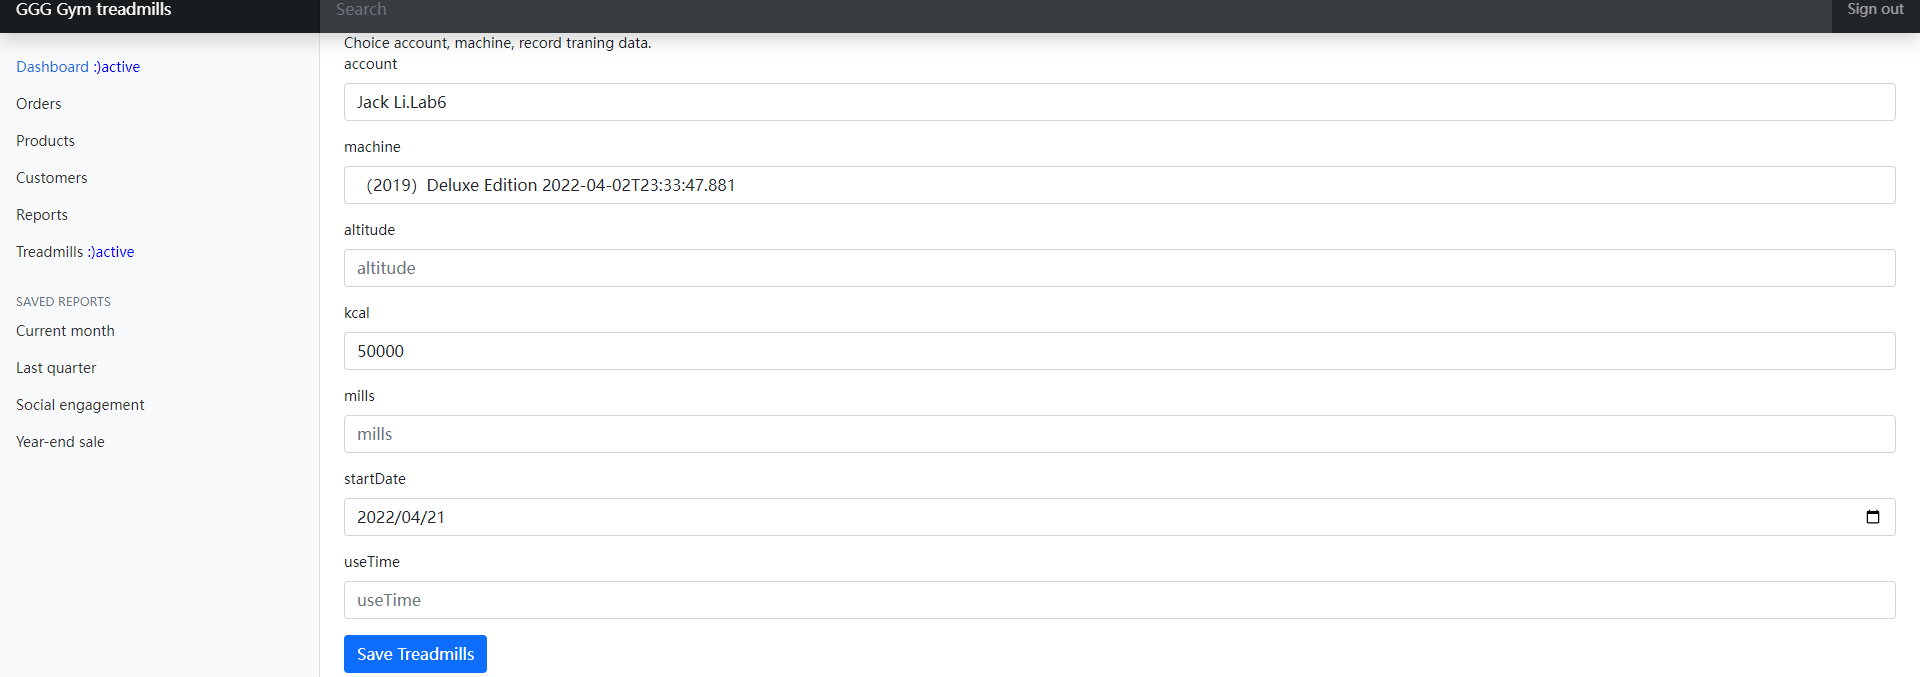 GGG Gym treadmills
Search
Sign out
Dashboard :)active
Orders
Products
Customers
Reports
Treadmills :)active
SAVED REPORTS
Current month
Last quarter
Social engagement
Year-end sale
Choice account, machine, record traning data.
account
Jack Li.Lab6
machine
（2019）Deluxe Edition 2022-04-02T23:33:47.881
altitude
altitude
kcal
50000
mills
mills
startDate
2022/04/21
useTime
useTime
Save Treadmills